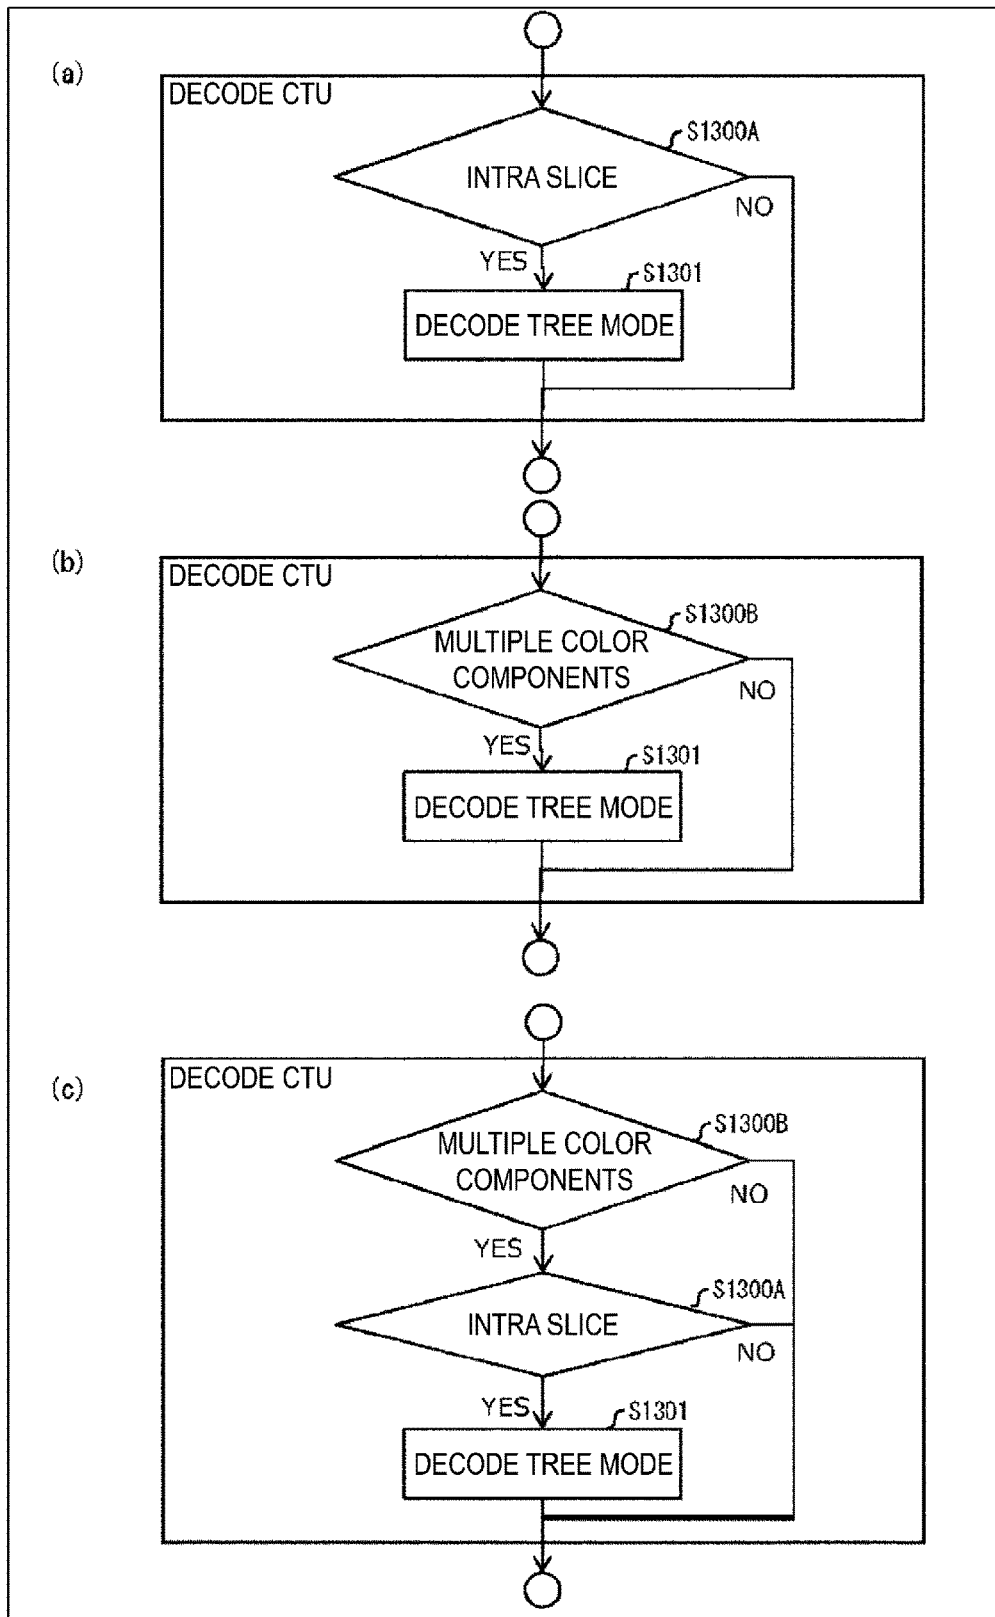 (a)
DECODE CTU
S1300A
INTRA SLICE
NO
YES
S1301
DECODE TREE MODE
(b)
DECODE CTU
S1300B
MULTIPLE COLOR
COMPONENTS
NO
YES
S1301
DECODE TREE MODE
(c)
DECODE CTU
S1300B
MULTIPLE COLOR
COMPONENTS
NO
YES
S1300A
INTRA SLICE
NO
YES
S1301
DECODE TREE MODE